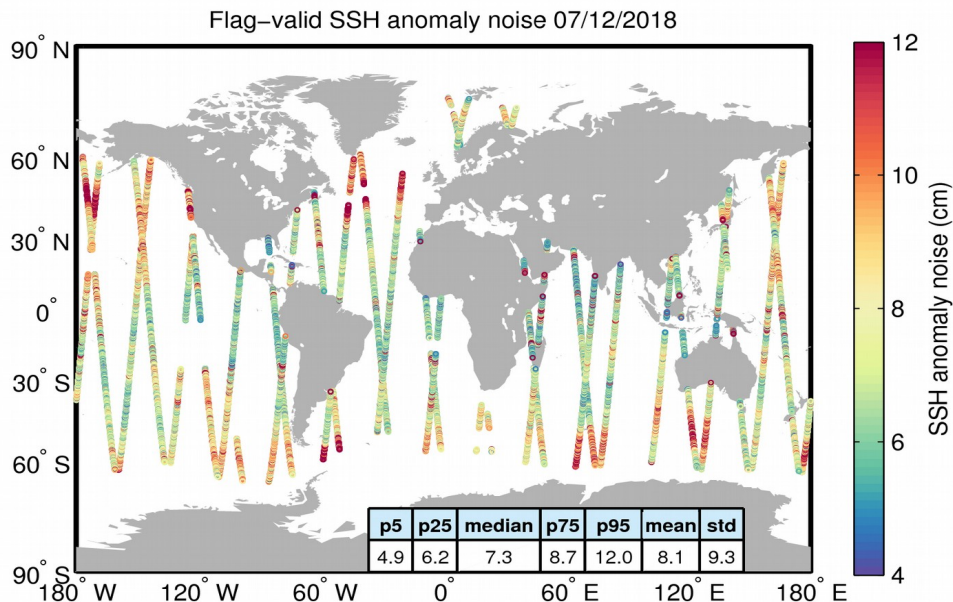 Flag−valid SSH anomaly noise 07/12/2018
90° N
60° N
30° N
0°
30° S
60° S
90° S
180° W
120° W
60° W
0°
60° E
120° E
180° E
p5 p25 median p75 p95 mean std
4.9 6.2 7.3 8.7 12.0 8.1 9.3
12
10
8
6
4
SSH anomaly noise (cm)